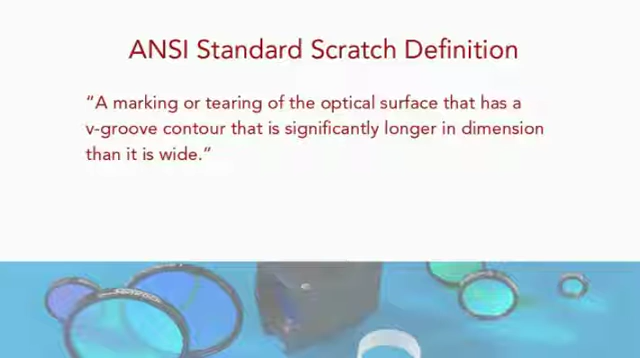 ANSI Standard Scratch Definition
“A marking or tearing of the optical surface that has a
v-groove contour that is significantly longer in dimension
than it is wide.”